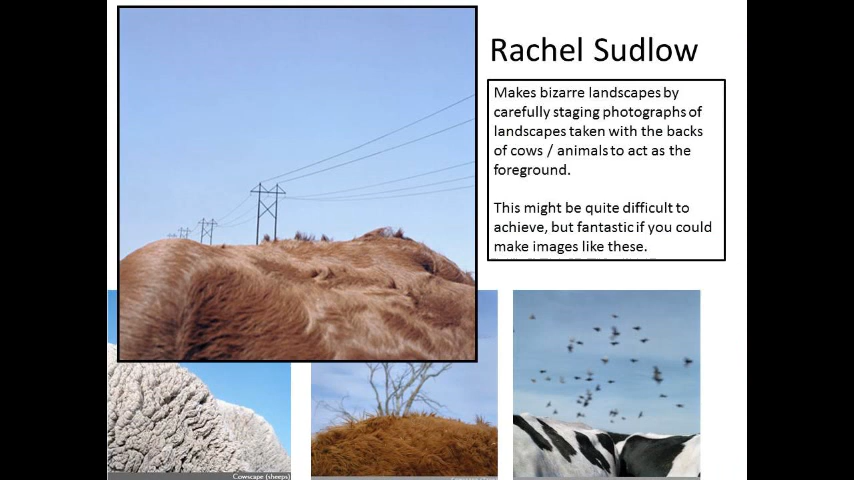 Rachel Sudlow
Makes bizarre landscapes by
carefully staging photographs of
landscapes taken with the backs
of cows / animals to act as the
foreground.
This might be quite difficult to
achieve, but fantastic if you could
make images like these.
Cowscape (sheeps)